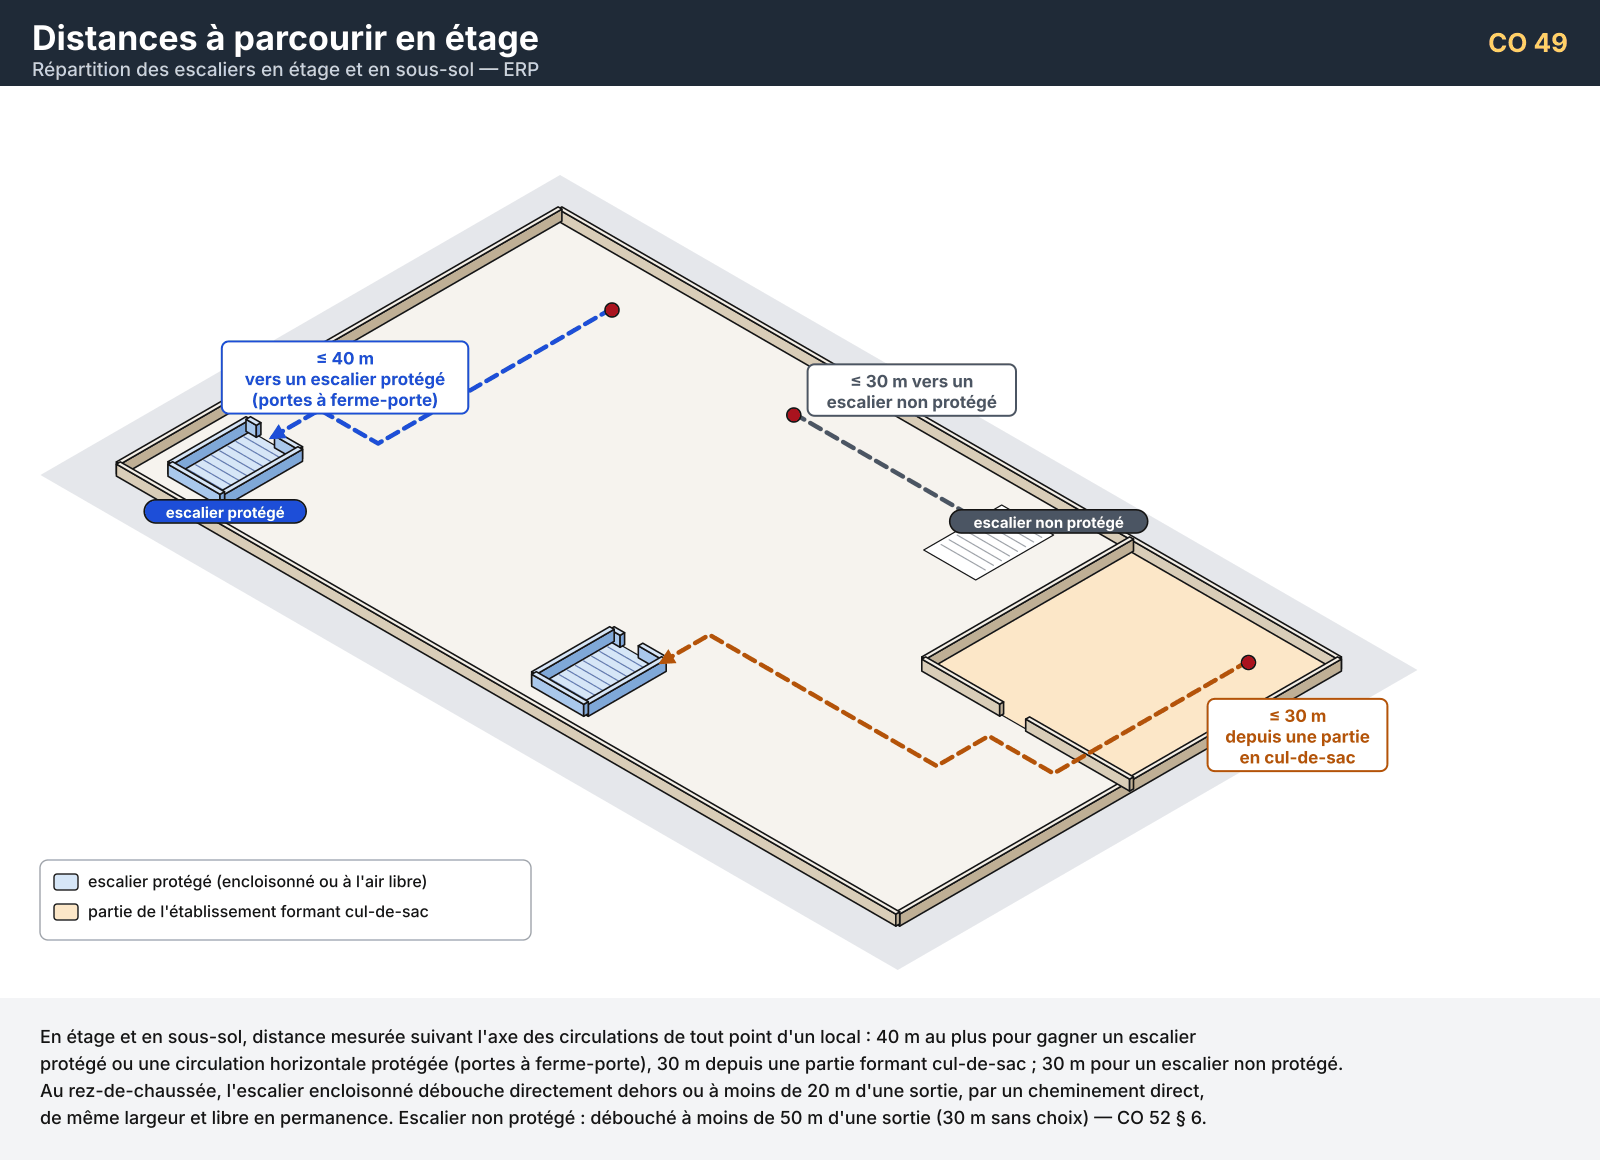 Distances à parcourir en étage
Répartition des escaliers en étage et en sous-sol — ERP
CO 49
≤ 40 m
vers un escalier protégé
(portes à ferme-porte)
≤ 30 m vers un
escalier non protégé
escalier protégé
escalier non protégé
≤ 30 m
depuis une partie
en cul-de-sac
escalier protégé (encloisonné ou à l'air libre)
partie de l'établissement formant cul-de-sac
En étage et en sous-sol, distance mesurée suivant l'axe des circulations de tout point d'un local : 40 m au plus pour gagner un escalier
protégé ou une circulation horizontale protégée (portes à ferme-porte), 30 m depuis une partie formant cul-de-sac ; 30 m pour un escalier non protégé.
Au rez-de-chaussée, l'escalier encloisonné débouche directement dehors ou à moins de 20 m d'une sortie, par un cheminement direct,
de même largeur et libre en permanence. Escalier non protégé : débouché à moins de 50 m d'une sortie (30 m sans choix) — CO 52 § 6.